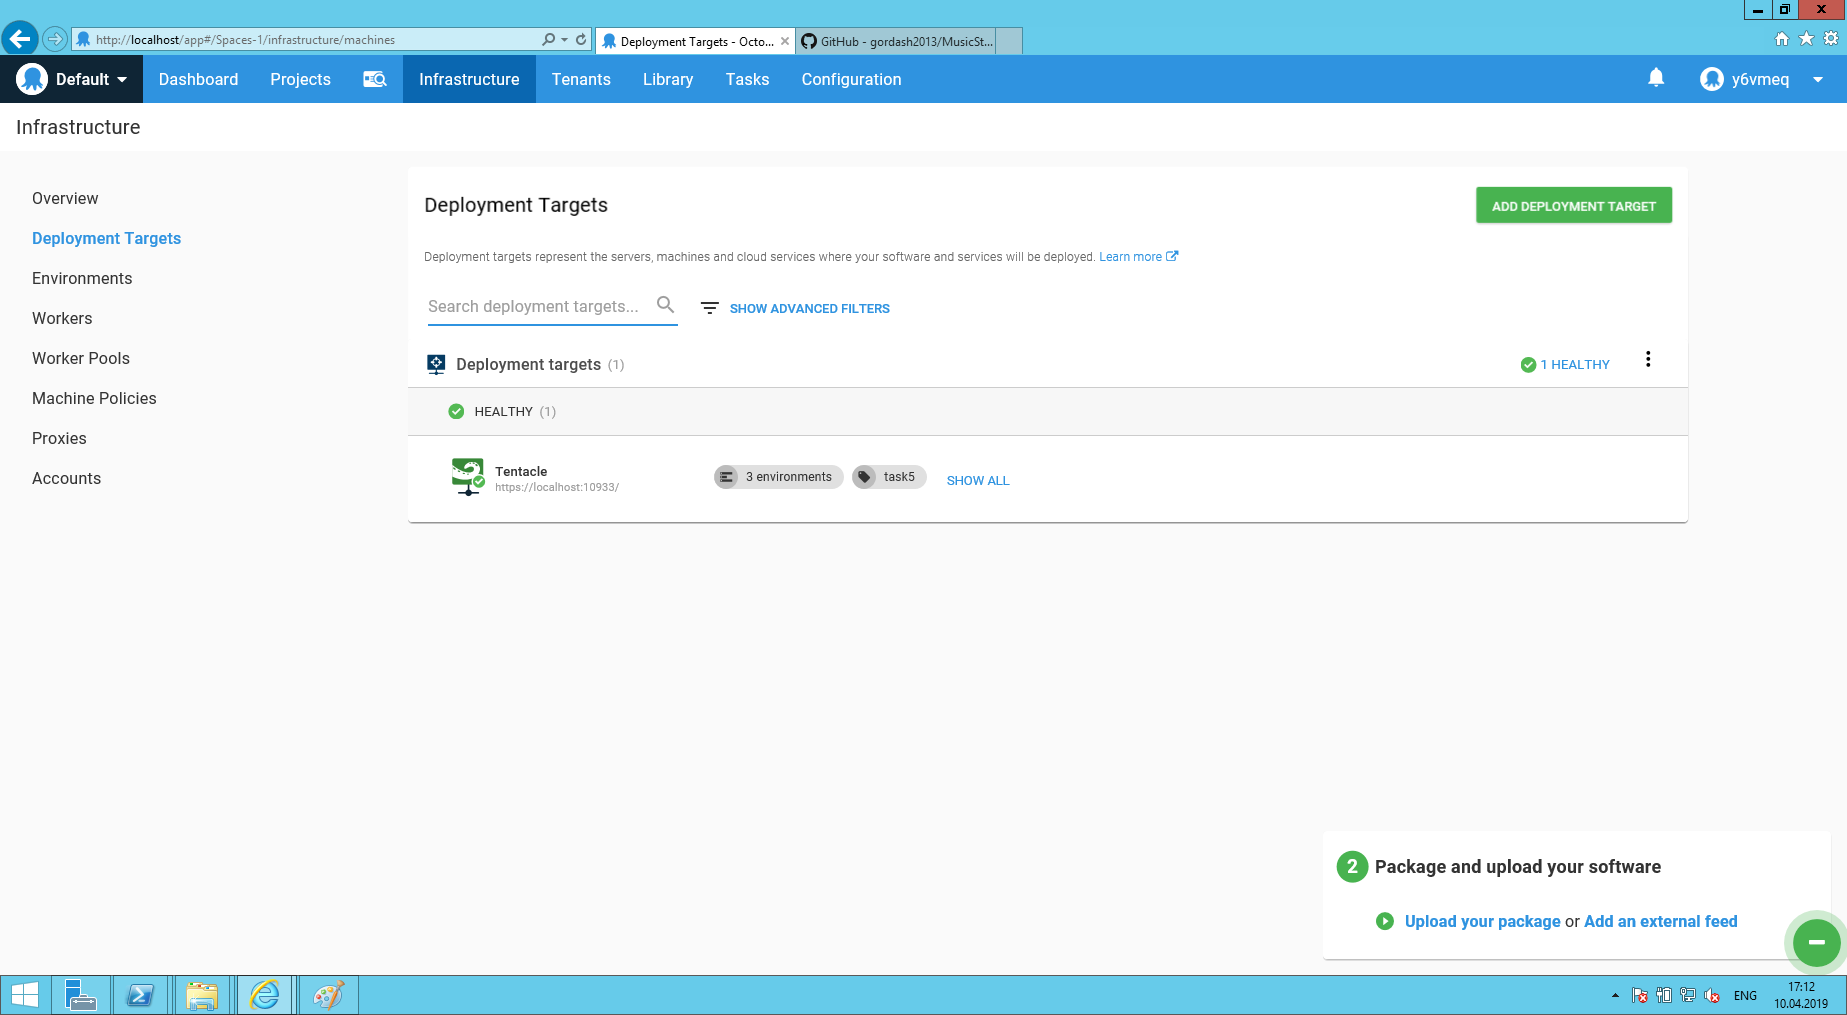 http://localhost/app#/Spaces-1/infrastructure/machines
Deployment Targets - Octo...
GitHub - gordash2013/MusicSt...
Default
Dashboard
Projects
Infrastructure
Tenants
Library
Tasks
Configuration
y6vmeq
Infrastructure
Overview
Deployment Targets
Environments
Workers
Worker Pools
Machine Policies
Proxies
Accounts
Deployment Targets
ADD DEPLOYMENT TARGET
Deployment targets represent the servers, machines and cloud services where your software and services will be deployed. Learn more
Search deployment targets...
SHOW ADVANCED FILTERS
Deployment targets (1)
1 HEALTHY
HEALTHY (1)
Tentacle
https://localhost:10933/
3 environments
task5
SHOW ALL
2 Package and upload your software
Upload your package or Add an external feed
ENG
17:12
10.04.2019